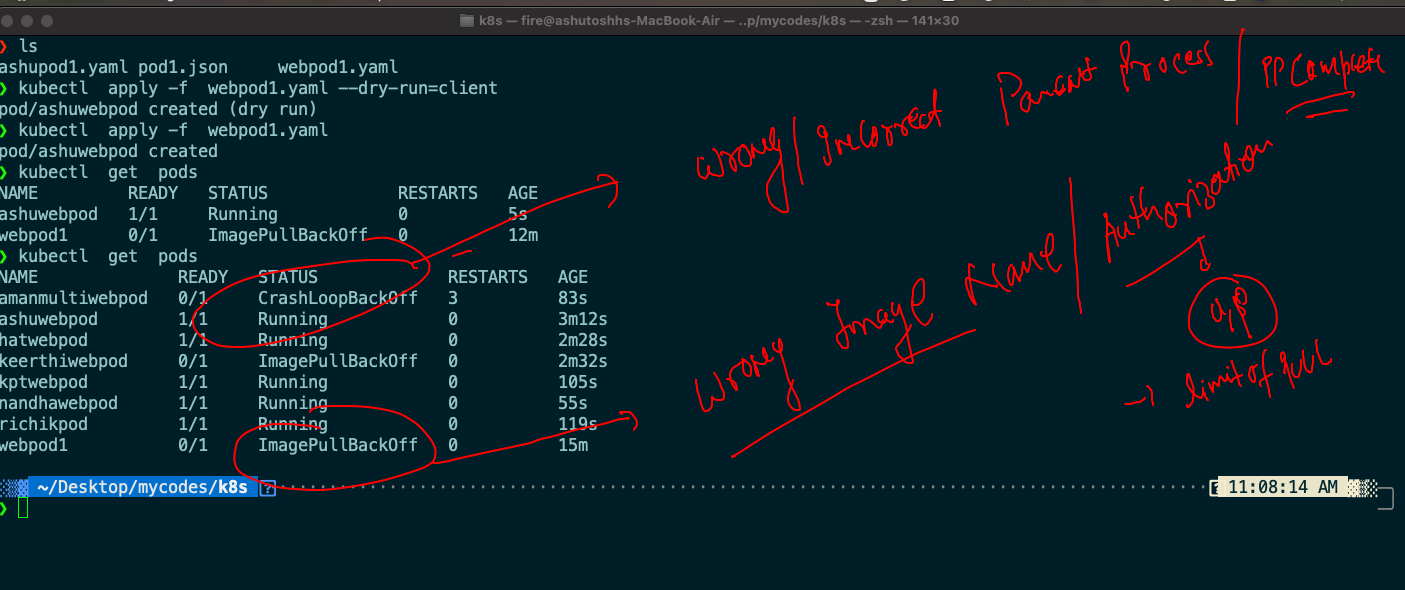 k8s — fire@ashutoshhs-MacBook-Air — ..p/mycodes/k8s — -zsh — 141×30
❯ ls
ashupod1.yaml pod1.json     webpod1.yaml
❯ kubectl  apply -f  webpod1.yaml --dry-run=client
pod/ashuwebpod created (dry run)
❯ kubectl  apply -f  webpod1.yaml
pod/ashuwebpod created
❯ kubectl  get  pods
NAME         READY   STATUS             RESTARTS   AGE
ashuwebpod   1/1     Running            0          5s
webpod1      0/1     ImagePullBackOff   0          12m
❯ kubectl  get  pods
NAME              READY   STATUS             RESTARTS   AGE
amanmultiwebpod   0/1     CrashLoopBackOff   3          83s
ashuwebpod        1/1     Running            0          3m12s
hatwebpod         1/1     Running            0          2m28s
keerthiwebpod     0/1     ImagePullBackOff   0          2m32s
kptwebpod         1/1     Running            0          105s
nandhawebpod      1/1     Running            0          55s
richikpod         1/1     Running            0          119s
webpod1           0/1     ImagePullBackOff   0          15m
~/Desktop/mycodes/k8s 11:08:14 AM
❯
Wrong/Incorrect Parent Process / PP Complete
Wrong Image Name / Authorization
→ limit of pull